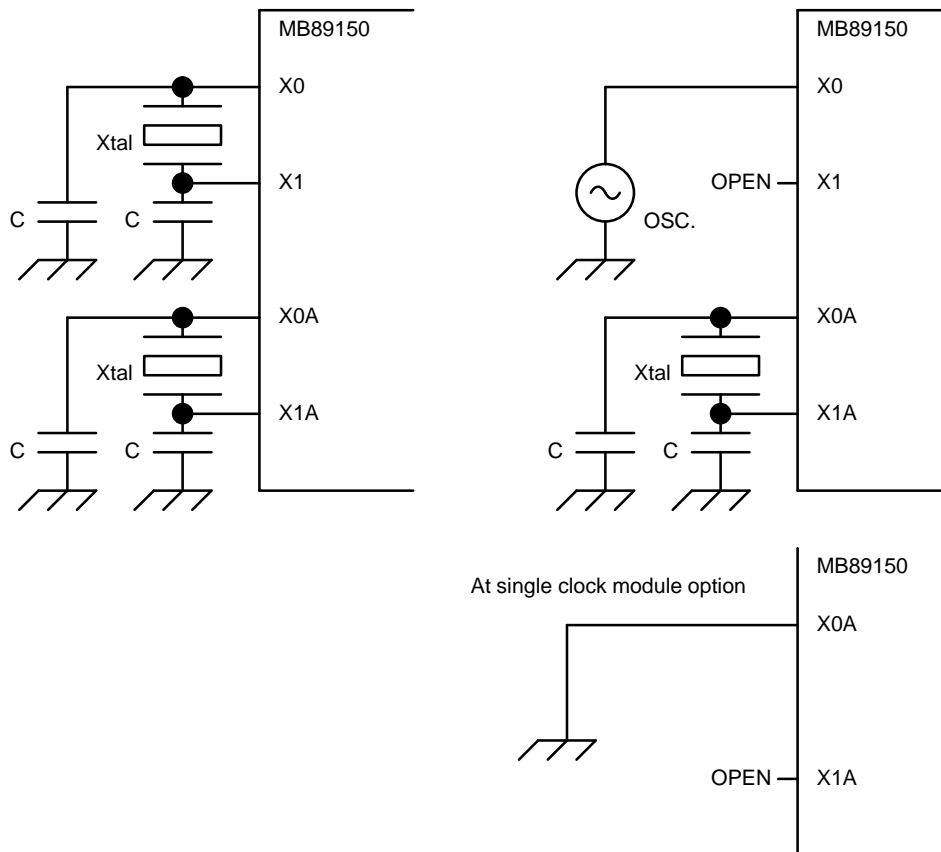 MB89150
X0
Xtal
X1
C
C
X0A
Xtal
X1A
C
C
MB89150
X0
OPEN
X1
OSC.
X0A
Xtal
X1A
C
C
At single clock module option
MB89150
X0A
OPEN
X1A